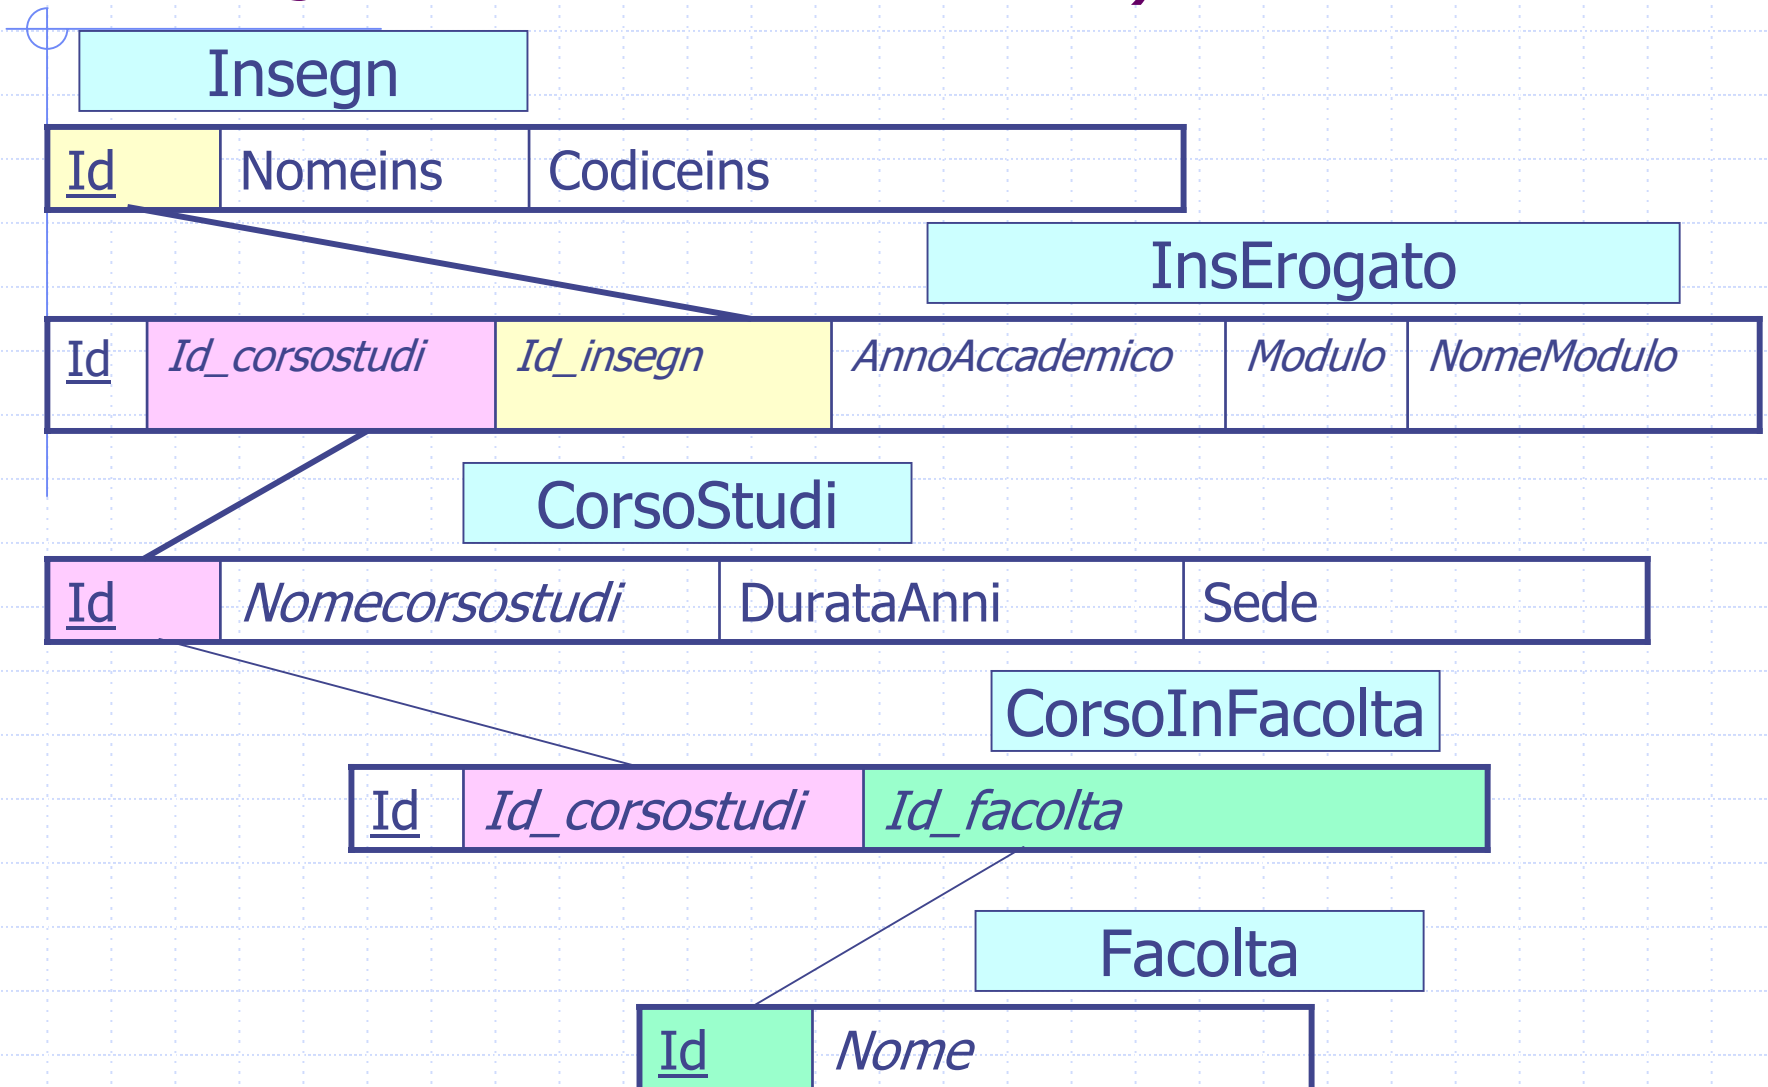 Insegn
Id Nomeins Codiceins
InsErogato
Id Id_corsostudi Id_insegn AnnoAccademico Modulo NomeModulo
CorsoStudi
Id Nomecorsostudi DurataAnni Sede
CorsoInFacolta
Id Id_corsostudi Id_facolta
Facolta
Id Nome